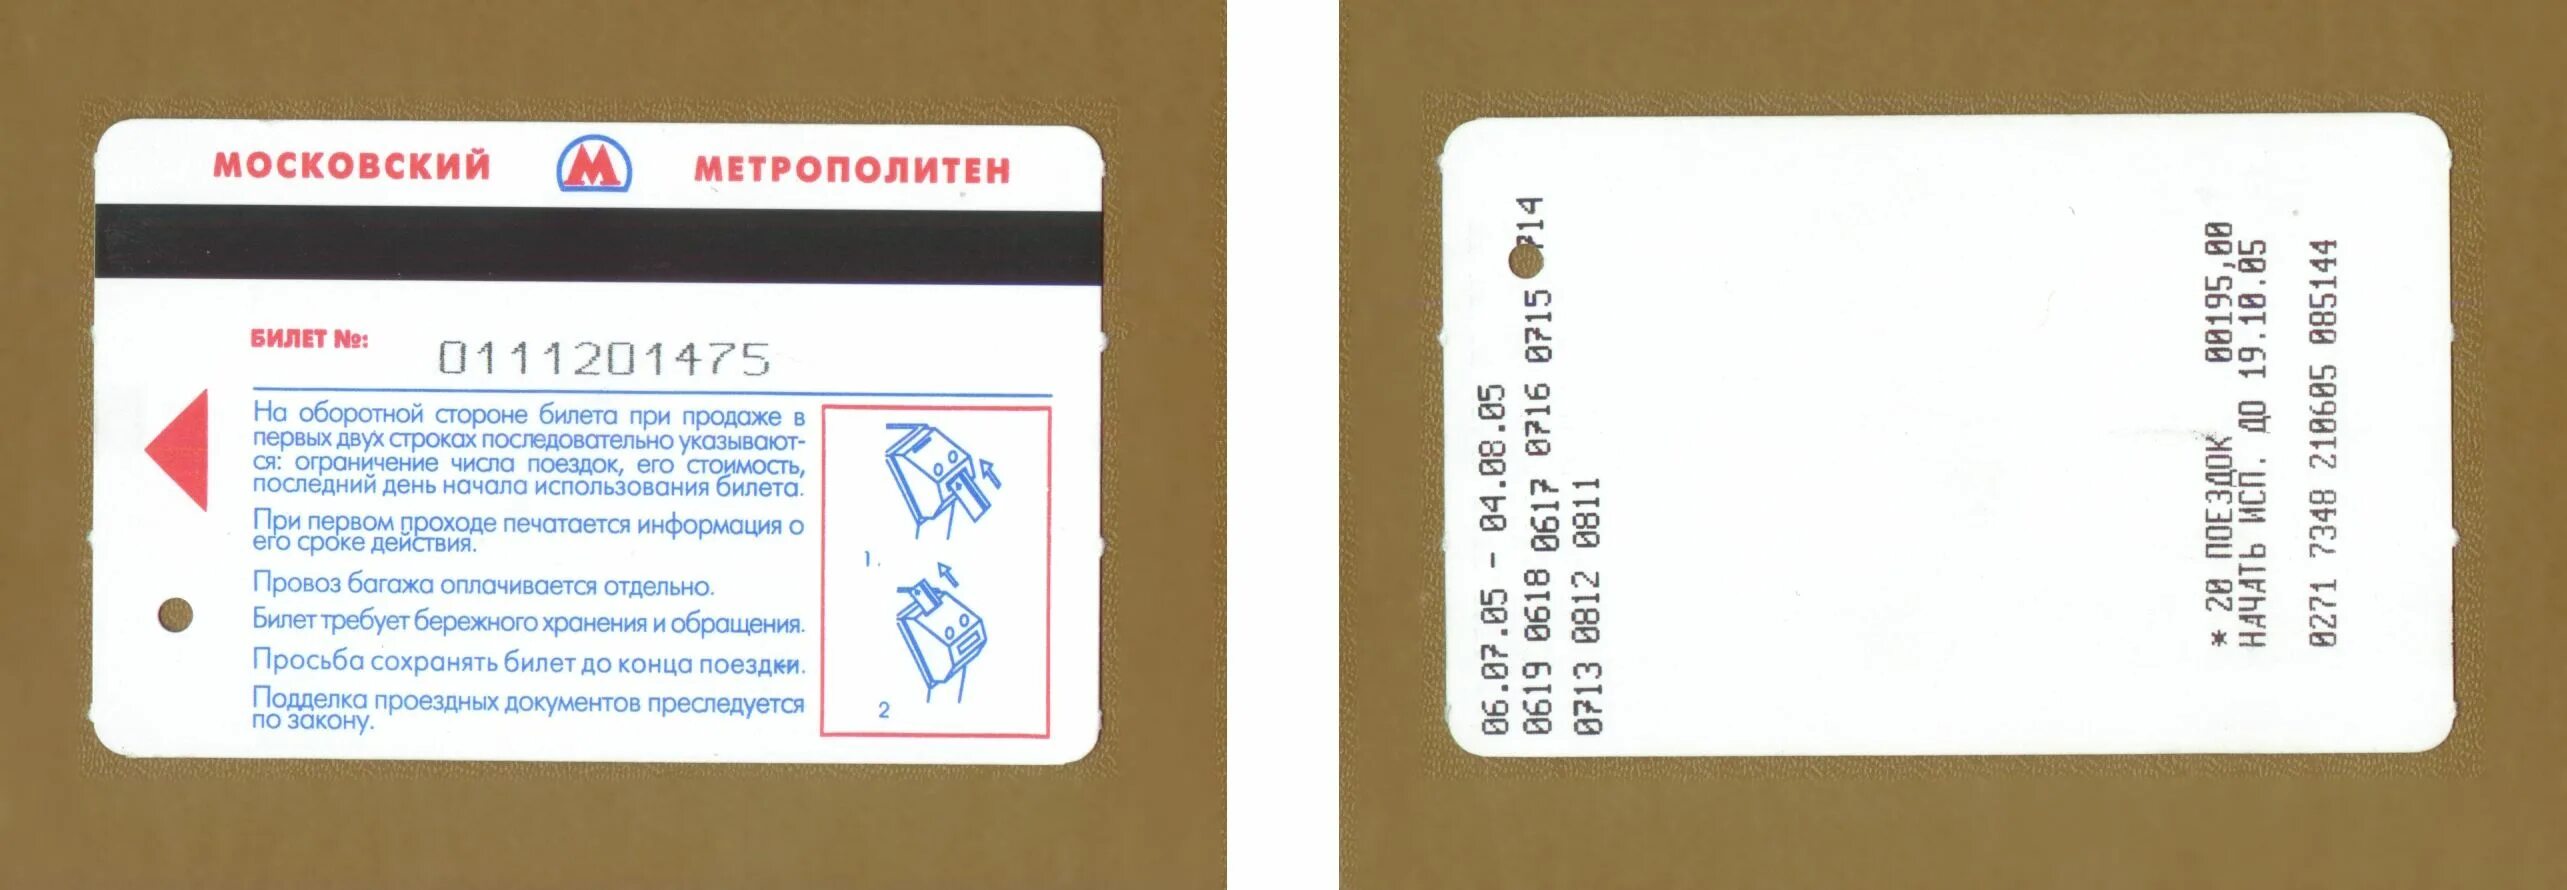 МОСКОВСКИЙ М МЕТРОПОЛИТЕН
БИЛЕТ №: 0111201475
На оборотной стороне билета при продаже в
первых двух строках последовательно указывают-
ся: ограничение числа поездок, его стоимость,
последний день начала использования билета.
При первом проходе печатается информация о
его сроке действия.
Провоз багажа оплачивается отдельно.
Билет требует бережного хранения и обращения.
Просьба сохранять билет до конца поездки.
Подделка проездных документов преследуется
по закону.
1.
2
06.07.05 - 04.08.05
0619 0618 0617 0716 0715 0714
0713 0812 0811
* 20 ПОЕЗДОК 00195,00
НАЧАТЬ ИСП. ДО 19.10.05
0271 7348 210605 085144